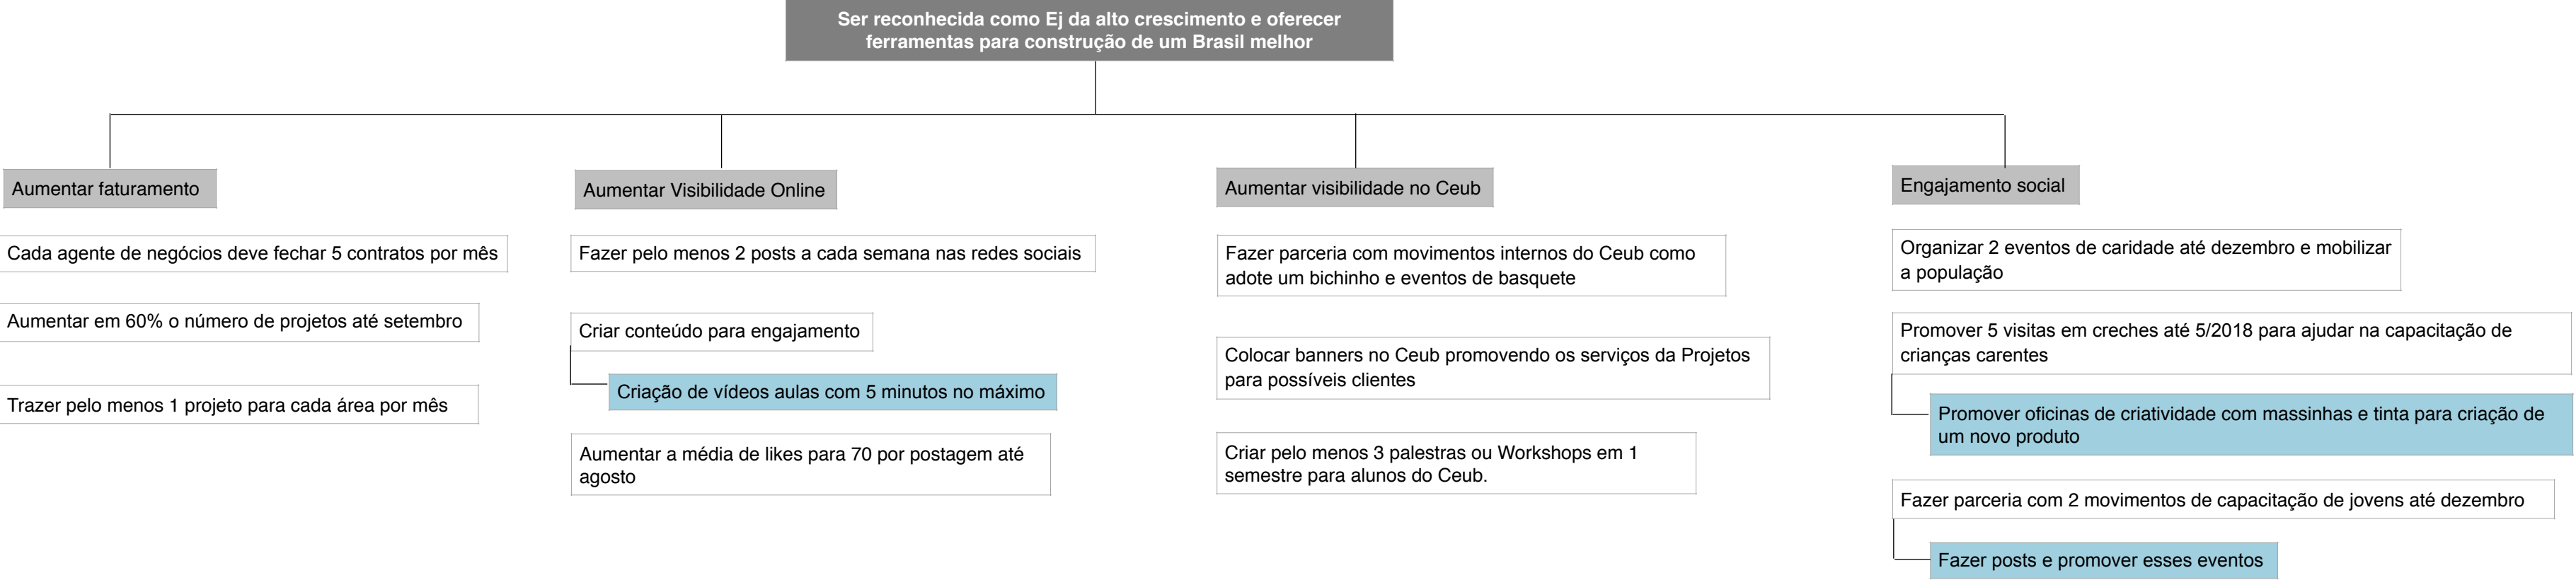 Ser reconhecida como Ej da alto crescimento e oferecer
ferramentas para construção de um Brasil melhor
Aumentar faturamento
Cada agente de negócios deve fechar 5 contratos por mês
Aumentar em 60% o número de projetos até setembro
Trazer pelo menos 1 projeto para cada área por mês
Aumentar Visibilidade Online
Fazer pelo menos 2 posts a cada semana nas redes sociais
Criar conteúdo para engajamento
Criação de vídeos aulas com 5 minutos no máximo
Aumentar a média de likes para 70 por postagem até
agosto
Aumentar visibilidade no Ceub
Fazer parceria com movimentos internos do Ceub como
adote um bichinho e eventos de basquete
Colocar banners no Ceub promovendo os serviços da Projetos
para possíveis clientes
Criar pelo menos 3 palestras ou Workshops em 1
semestre para alunos do Ceub.
Engajamento social
Organizar 2 eventos de caridade até dezembro e mobilizar
a população
Promover 5 visitas em creches até 5/2018 para ajudar na capacitação de
crianças carentes
Promover oficinas de criatividade com massinhas e tinta para criação de
um novo produto
Fazer parceria com 2 movimentos de capacitação de jovens até dezembro
Fazer posts e promover esses eventos